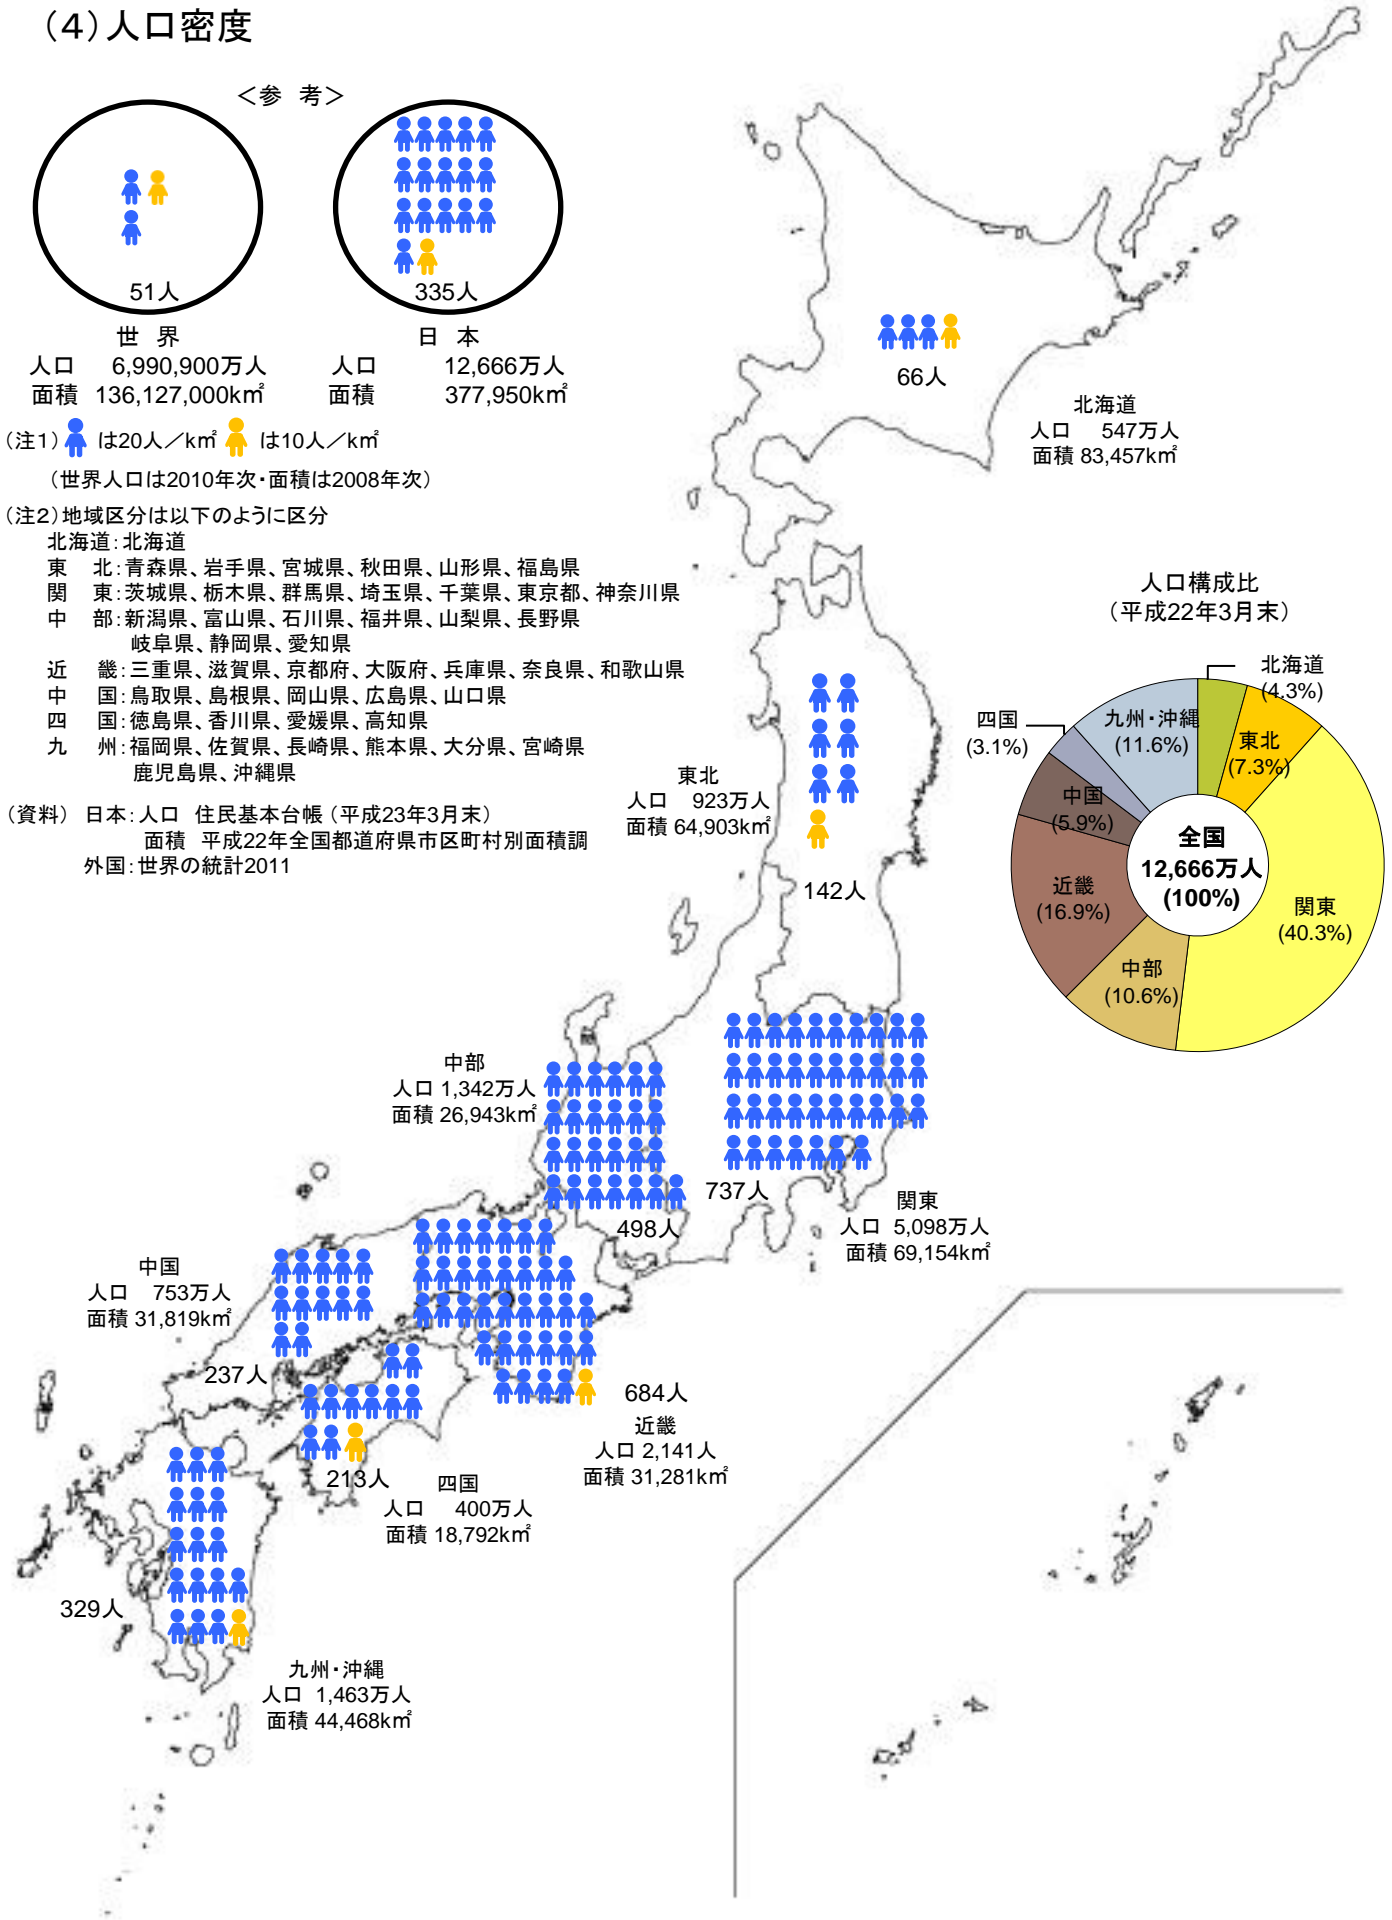 （4）人口密度
＜参　考＞
51人
335人
世　界
人口　6,990,900万人
面積　136,127,000k㎡
日　本
人口　12,666万人
面積　377,950k㎡
（注1）　は20人／k㎡　は10人／k㎡
（世界人口は2010年次・面積は2008年次）
（注2）地域区分は以下のように区分
北海道：北海道
東　北：青森県、岩手県、宮城県、秋田県、山形県、福島県
関　東：茨城県、栃木県、群馬県、埼玉県、千葉県、東京都、神奈川県
中　部：新潟県、富山県、石川県、福井県、山梨県、長野県
岐阜県、静岡県、愛知県
近　畿：三重県、滋賀県、京都府、大阪府、兵庫県、奈良県、和歌山県
中　国：鳥取県、島根県、岡山県、広島県、山口県
四　国：徳島県、香川県、愛媛県、高知県
九　州：福岡県、佐賀県、長崎県、熊本県、大分県、宮崎県
鹿児島県、沖縄県
（資料）　日本：人口　住民基本台帳（平成23年3月末）
面積　平成22年全国都道府県市区町村別面積調
外国：世界の統計2011
66人
北海道
人口　547万人
面積 83,457k㎡
人口構成比
（平成22年3月末）
北海道
(4.3%)
東北
(7.3%)
関東
(40.3%)
中部
(10.6%)
近畿
(16.9%)
中国
(5.9%)
四国
(3.1%)
九州・沖縄
(11.6%)
全国
12,666万人
(100%)
東北
人口　923万人
面積 64,903k㎡
142人
中部
人口 1,342万人
面積 26,943k㎡
498人
737人
関東
人口 5,098万人
面積 69,154k㎡
中国
人口　753万人
面積 31,819k㎡
237人
684人
近畿
人口 2,141人
面積 31,281k㎡
213人
四国
人口　400万人
面積 18,792k㎡
329人
九州・沖縄
人口 1,463万人
面積 44,468k㎡